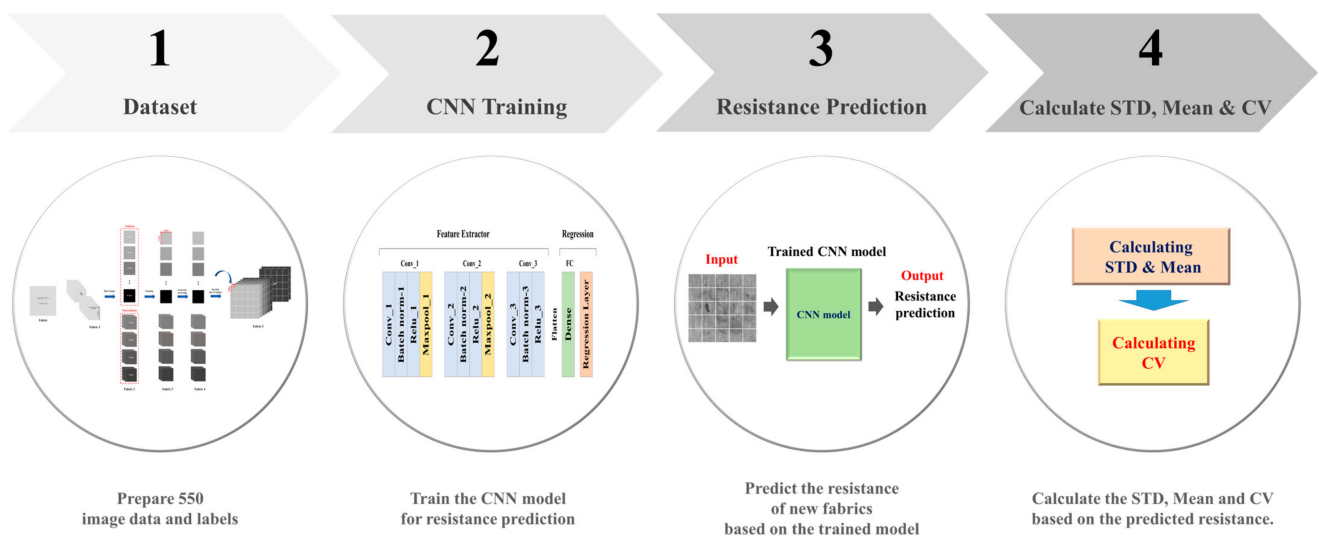 1
Dataset
2
CNN Training
3
Resistance Prediction
4
Calculate STD, Mean & CV
Feature Extractor
Regression
Conv_1
Conv_2
Conv_3
FC
Conv_1
Batch norm-1
Relu_1
Maxpool_1
Conv_2
Batch norm-2
Relu_2
Maxpool_2
Conv_3
Batch norm-3
Relu_3
Flatten
Dense
Regression Layer
Input
Trained CNN model
CNN model
Output
Resistance
prediction
Calculating
STD & Mean
Calculating
CV
Prepare 550
image data and labels
Train the CNN model
for resistance prediction
Predict the resistance
of new fabrics
based on the trained model
Calculate the STD, Mean and CV
based on the predicted resistance.